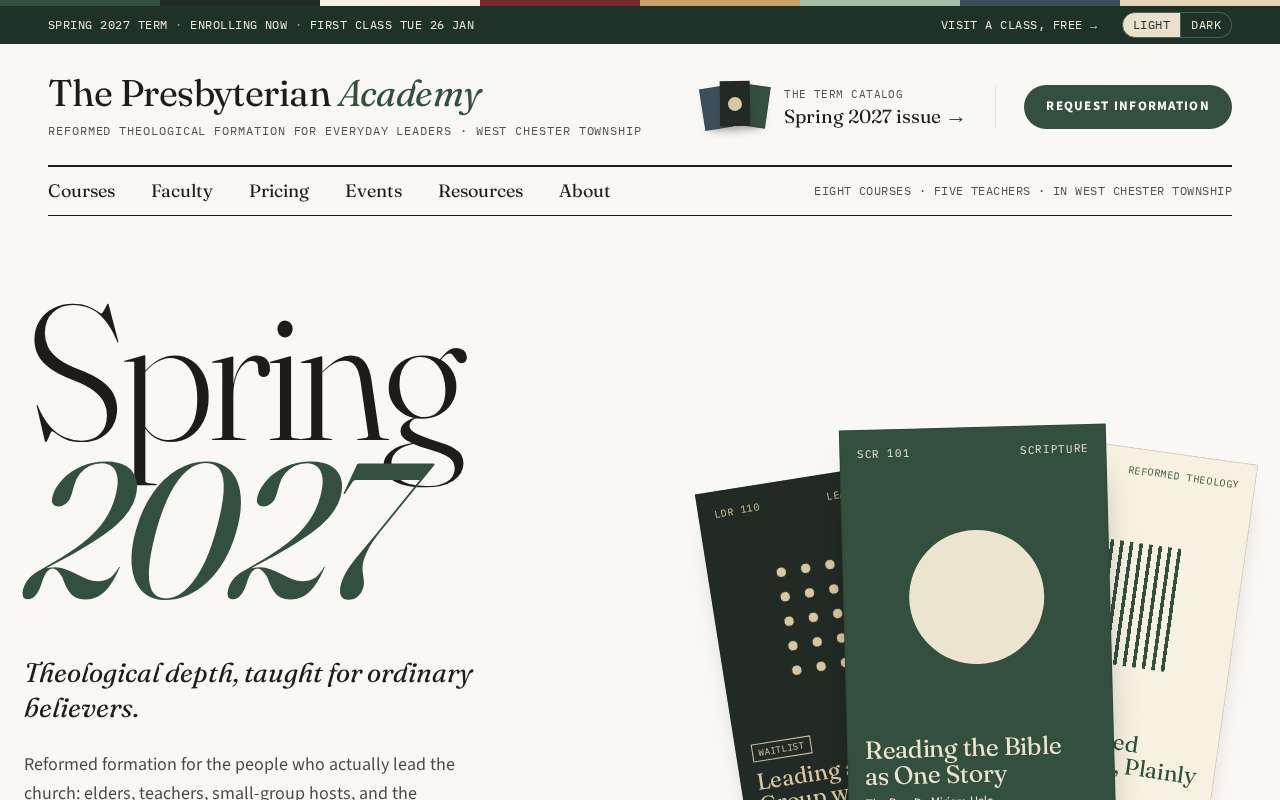 SPRING 2027 TERM · ENROLLING NOW · FIRST CLASS TUE 26 JAN
VISIT A CLASS, FREE →
LIGHT DARK
The Presbyterian Academy
REFORMED THEOLOGICAL FORMATION FOR EVERYDAY LEADERS · WEST CHESTER TOWNSHIP
THE TERM CATALOG
Spring 2027 issue →
REQUEST INFORMATION
Courses Faculty Pricing Events Resources About
EIGHT COURSES · FIVE TEACHERS · IN WEST CHESTER TOWNSHIP
Spring
2027
Theological depth, taught for ordinary
believers.
Reformed formation for the people who actually lead the
church: elders, teachers, small-group hosts, and the
LDR 110
WAITLIST
Leading
Group
SCR 101 SCRIPTURE
Reading the Bible
as One Story
REFORMED THEOLOGY
Plainly